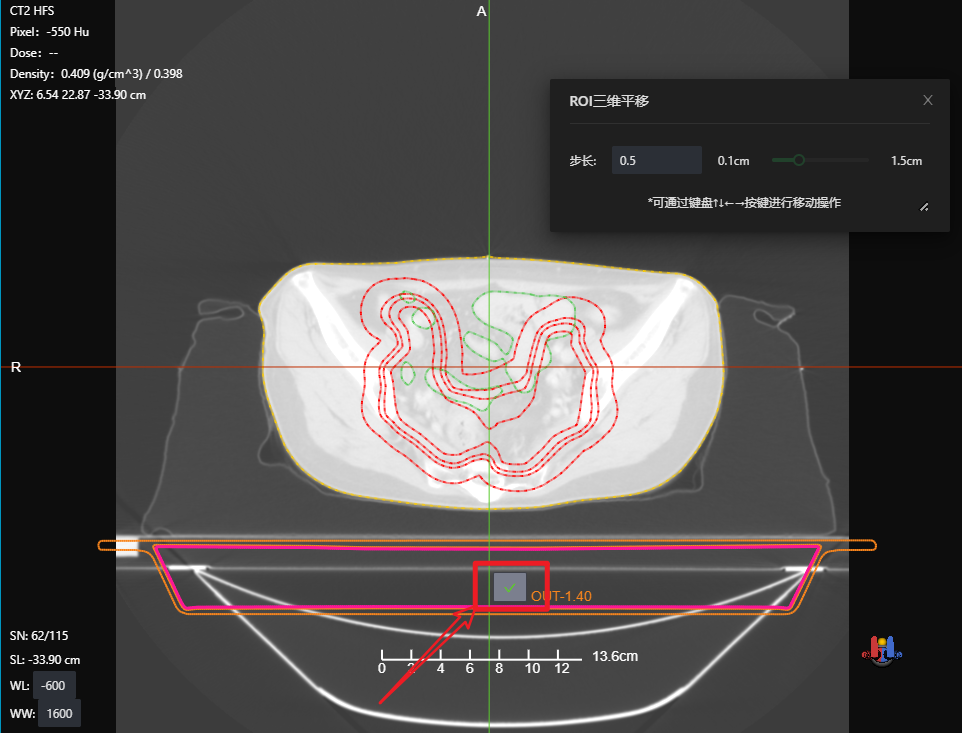 CT2 HFS
Pixel: -550 Hu
Dose: --
Density: 0.409 (g/cm^3) / 0.398
XYZ: 6.54 22.87 -33.90 cm
A
ROI三维平移
X
步长:
0.5
0.1cm
1.5cm
*可通过键盘↑↓←→按键进行移动操作
R
OUT-1.40
SN: 62/115
SL: -33.90 cm
WL: -600
WW: 1600
0 2 4 6 8 10 12
13.6cm